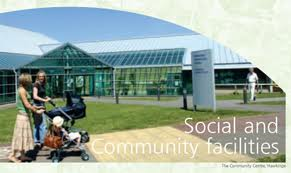 Social and
Community facilities
The Community Centre, Hawkinge